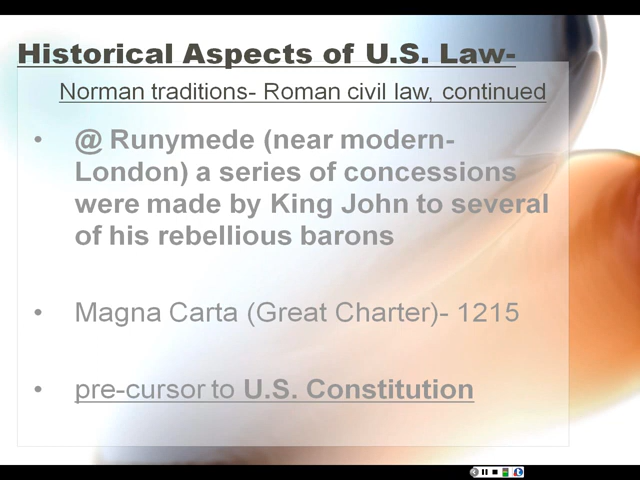 Historical Aspects of U.S. Law-
Norman traditions- Roman civil law, continued
• @ Runymede (near modern-
London) a series of concessions
were made by King John to several
of his rebellious barons
• Magna Carta (Great Charter)- 1215
• pre-cursor to U.S. Constitution